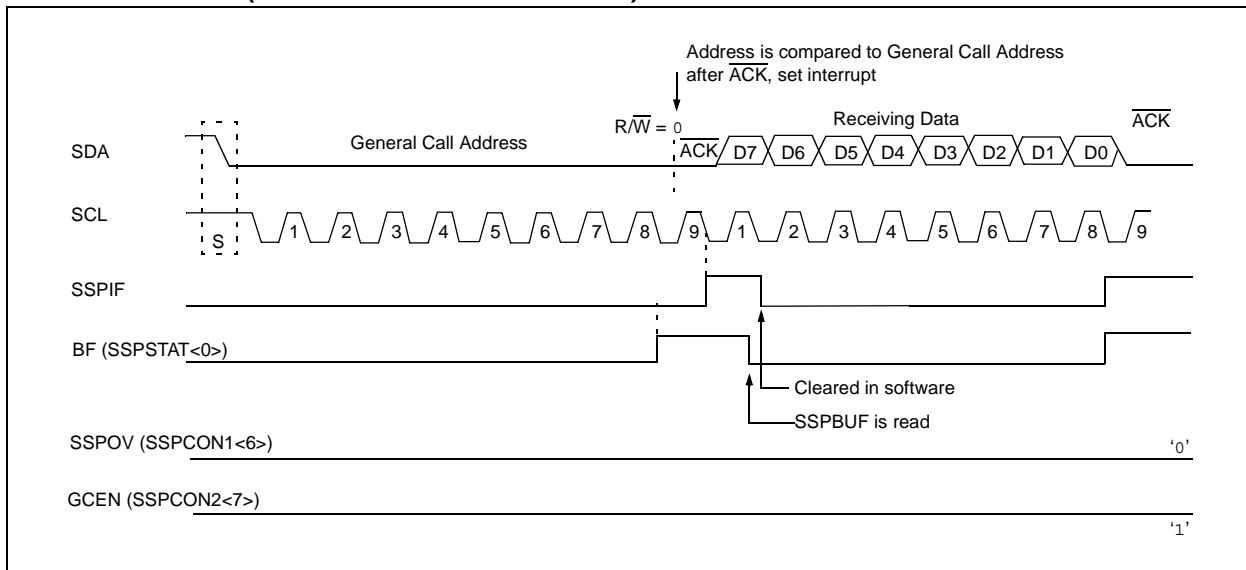 Address is compared to General Call Address
after ACK, set interrupt
R/W = 0
Receiving Data
ACK
General Call Address
SDA
ACK
D7 D6 D5 D4 D3 D2 D1 D0
SCL
S
1 2 3 4 5 6 7 8 9 1 2 3 4 5 6 7 8 9
SSPIF
BF (SSPSTAT<0>)
Cleared in software
SSPBUF is read
SSPOV (SSPCON1<6>)
‘0’
GCEN (SSPCON2<7>)
‘1’